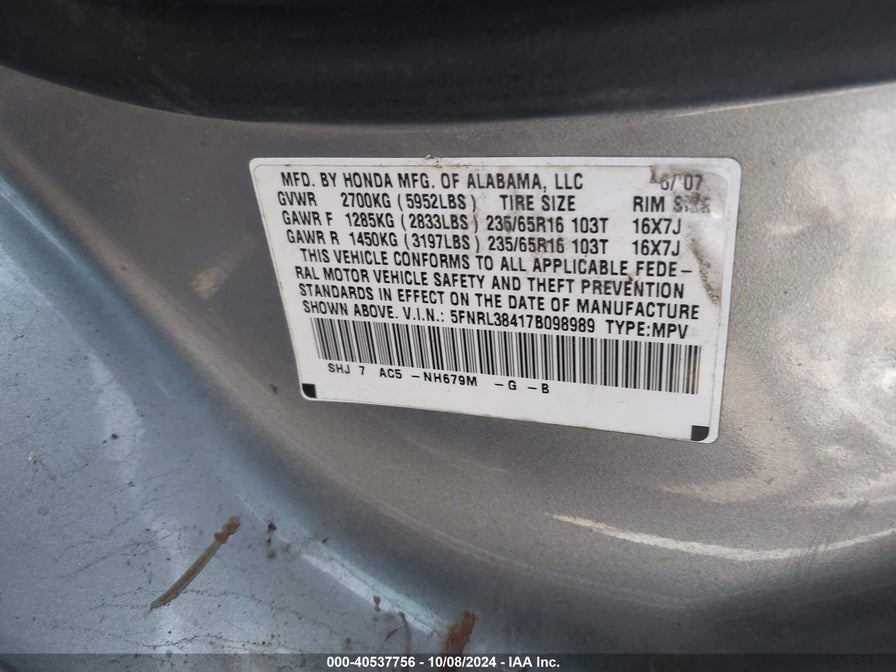 MFD. BY HONDA MFG. OF ALABAMA, LLC 6/'07
GVWR 2700KG (5952LBS) TIRE SIZE RIM SIZE
GAWR F 1285KG (2833LBS) 235/65R16 103T 16X7J
GAWR R 1450KG (3197LBS) 235/65R16 103T 16X7J
THIS VEHICLE CONFORMS TO ALL APPLICABLE FEDE-
RAL MOTOR VEHICLE SAFETY AND THEFT PREVENTION
STANDARDS IN EFFECT ON THE DATE OF MANUFACTURE
SHOWN ABOVE. V.I.N.: 5FNRL38417B098989 TYPE:MPV
SHJ 7 AC5 -NH679M -G -B
000-40537756 - 10/08/2024 - IAA Inc.